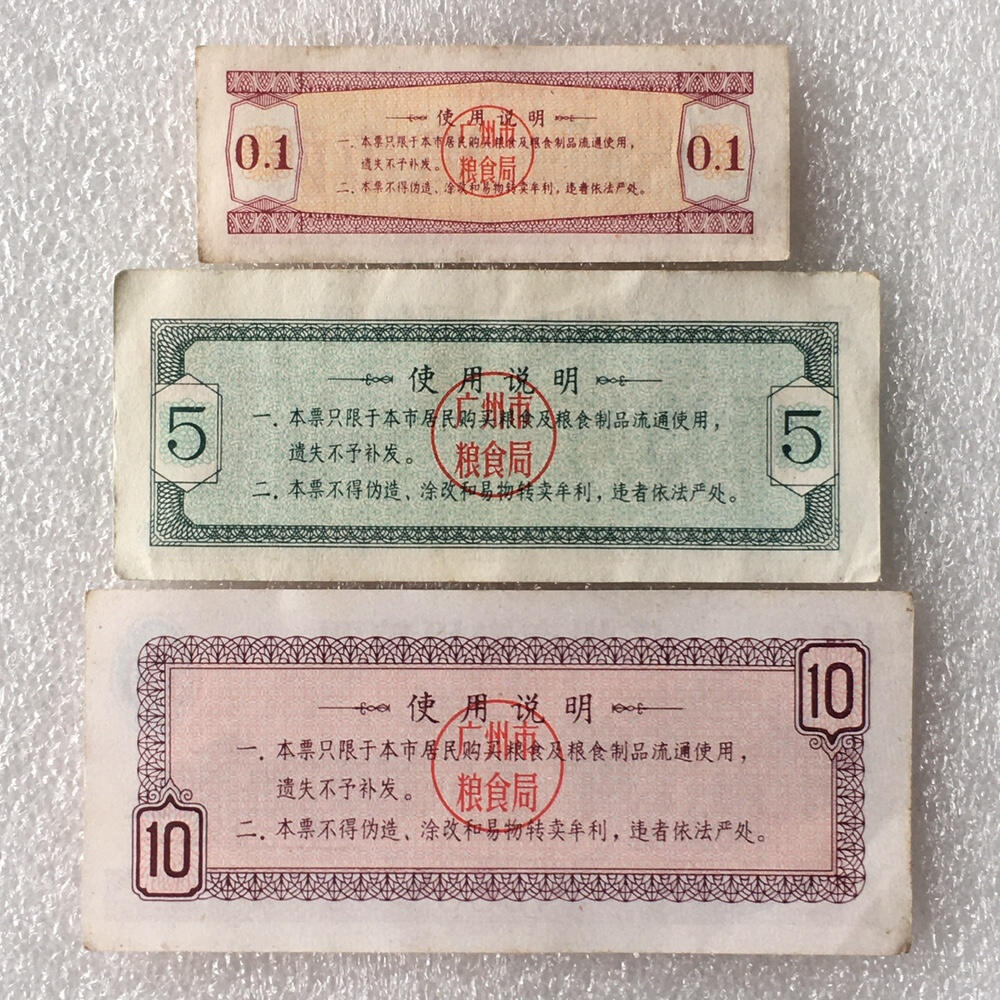 使用说明
广州市
粮食局
0.1
0.1
一. 本票只限于本市居民购买粮食及粮食制品流通使用，
遗失不予补发。
二. 本票不得伪造、涂改和易物转卖牟利，违者依法严处。
使用说明
广州市
粮食局
5
5
一. 本票只限于本市居民购买粮食及粮食制品流通使用，
遗失不予补发。
二. 本票不得伪造、涂改和易物转卖牟利，违者依法严处。
10
使用说明
广州市
粮食局
一. 本票只限于本市居民购买粮食及粮食制品流通使用，
遗失不予补发。
二. 本票不得伪造、涂改和易物转卖牟利，违者依法严处。
10